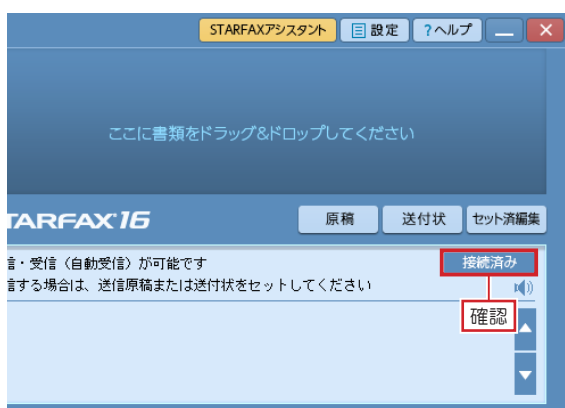 STARFAXアシスタント 設定 ?ヘルプ
ここに書類をドラッグ&ドロップしてください
TARFAX 16 原稿 送付状 セット済編集
言・受信（自動受信）が可能です 接続済み
言する場合は、送信原稿または送付状をセットしてください
確認